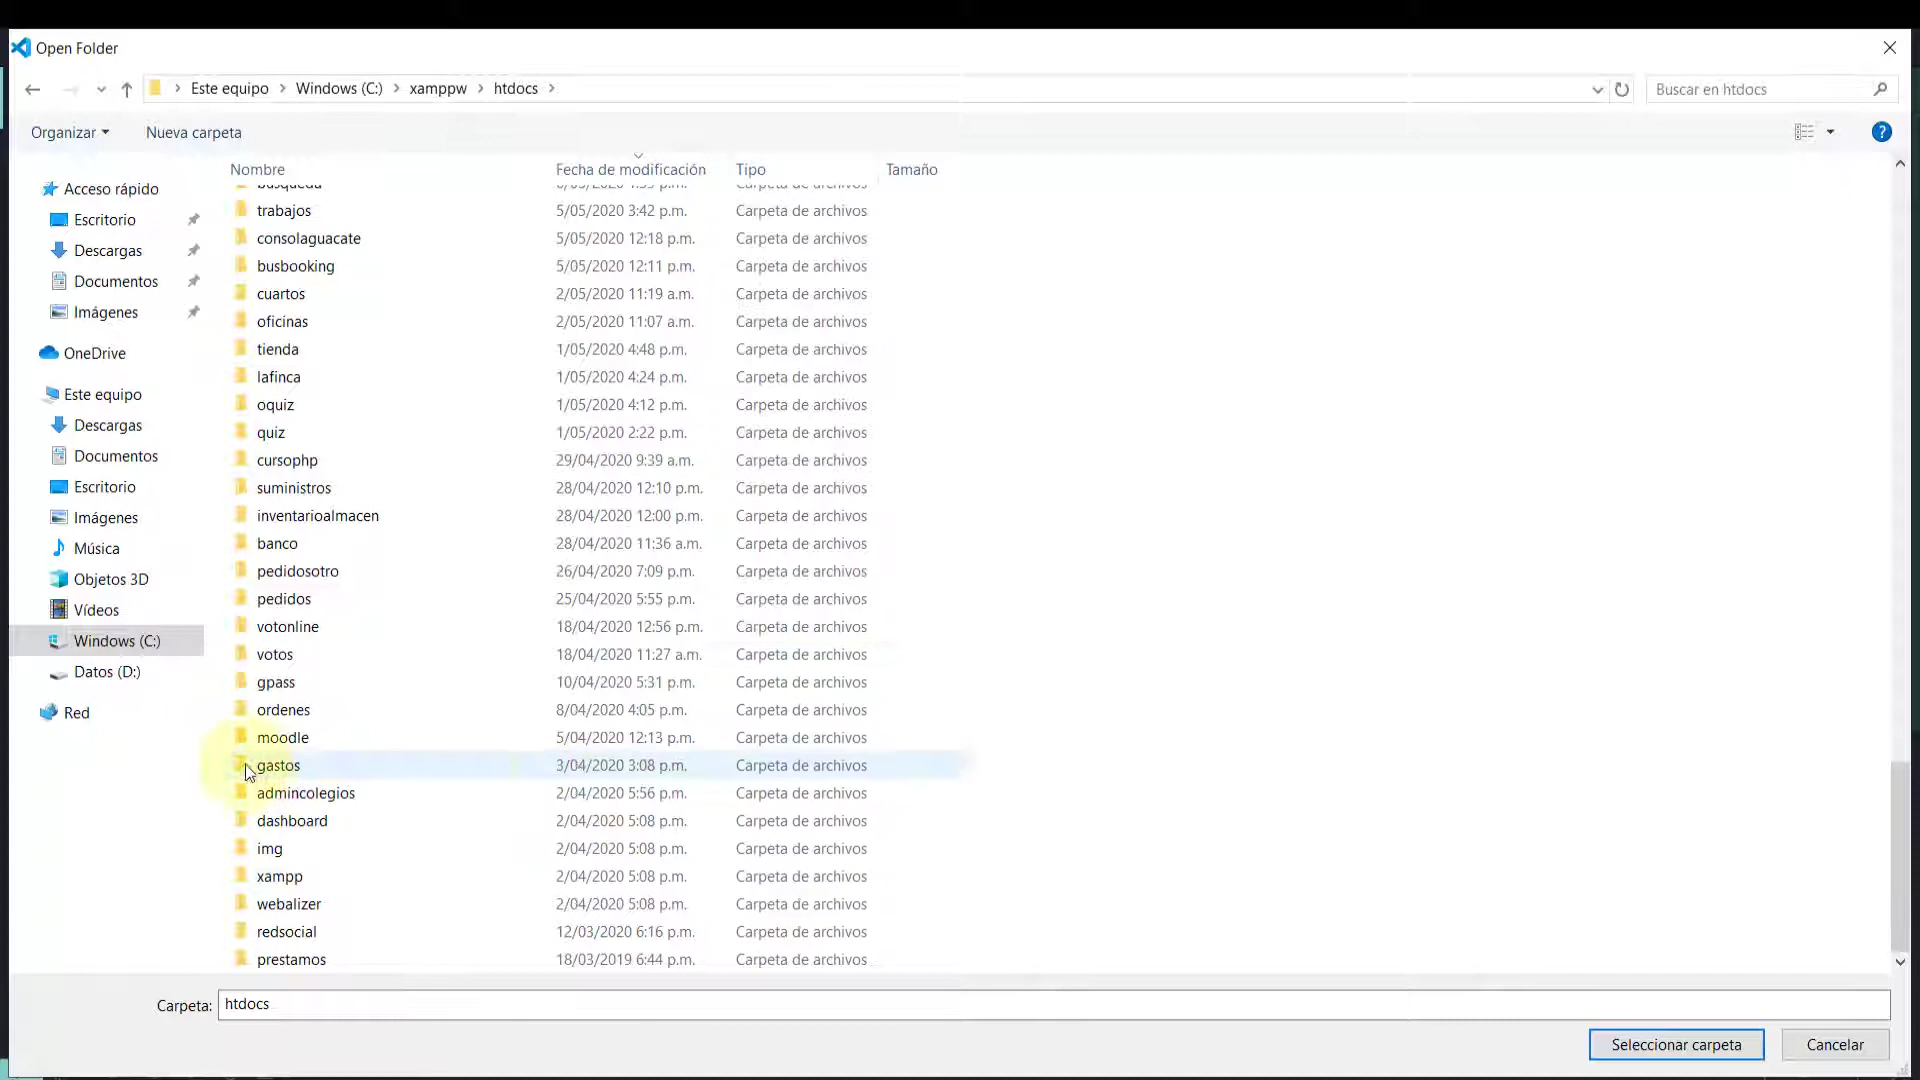 Open Folder
Este equipo > Windows (C:) > xamppw > htdocs >
Buscar en htdocs
Organizar
Nueva carpeta
Nombre Fecha de modificación Tipo Tamaño
Acceso rápido
Escritorio
Descargas
Documentos
Imágenes
OneDrive
Este equipo
Descargas
Documentos
Escritorio
Imágenes
Música
Objetos 3D
Vídeos
Windows (C:)
Datos (D:)
Red
trabajos 5/05/2020 3:42 p.m. Carpeta de archivos
consolaguacate 5/05/2020 12:18 p.m. Carpeta de archivos
busbooking 5/05/2020 12:11 p.m. Carpeta de archivos
cuartos 2/05/2020 11:19 a.m. Carpeta de archivos
oficinas 2/05/2020 11:07 a.m. Carpeta de archivos
tienda 1/05/2020 4:48 p.m. Carpeta de archivos
lafinca 1/05/2020 4:24 p.m. Carpeta de archivos
oquiz 1/05/2020 4:12 p.m. Carpeta de archivos
quiz 1/05/2020 2:22 p.m. Carpeta de archivos
cursophp 29/04/2020 9:39 a.m. Carpeta de archivos
suministros 28/04/2020 12:10 p.m. Carpeta de archivos
inventarioalmacen 28/04/2020 12:00 p.m. Carpeta de archivos
banco 28/04/2020 11:36 a.m. Carpeta de archivos
pedidosotro 26/04/2020 7:09 p.m. Carpeta de archivos
pedidos 25/04/2020 5:55 p.m. Carpeta de archivos
votonline 18/04/2020 12:56 p.m. Carpeta de archivos
votos 18/04/2020 11:27 a.m. Carpeta de archivos
gpass 10/04/2020 5:31 p.m. Carpeta de archivos
ordenes 8/04/2020 4:05 p.m. Carpeta de archivos
moodle 5/04/2020 12:13 p.m. Carpeta de archivos
gastos 3/04/2020 3:08 p.m. Carpeta de archivos
admincolegios 2/04/2020 5:56 p.m. Carpeta de archivos
dashboard 2/04/2020 5:08 p.m. Carpeta de archivos
img 2/04/2020 5:08 p.m. Carpeta de archivos
xampp 2/04/2020 5:08 p.m. Carpeta de archivos
webalizer 2/04/2020 5:08 p.m. Carpeta de archivos
redsocial 12/03/2020 6:16 p.m. Carpeta de archivos
prestamos 18/03/2019 6:44 p.m. Carpeta de archivos
Carpeta: htdocs
Seleccionar carpeta Cancelar